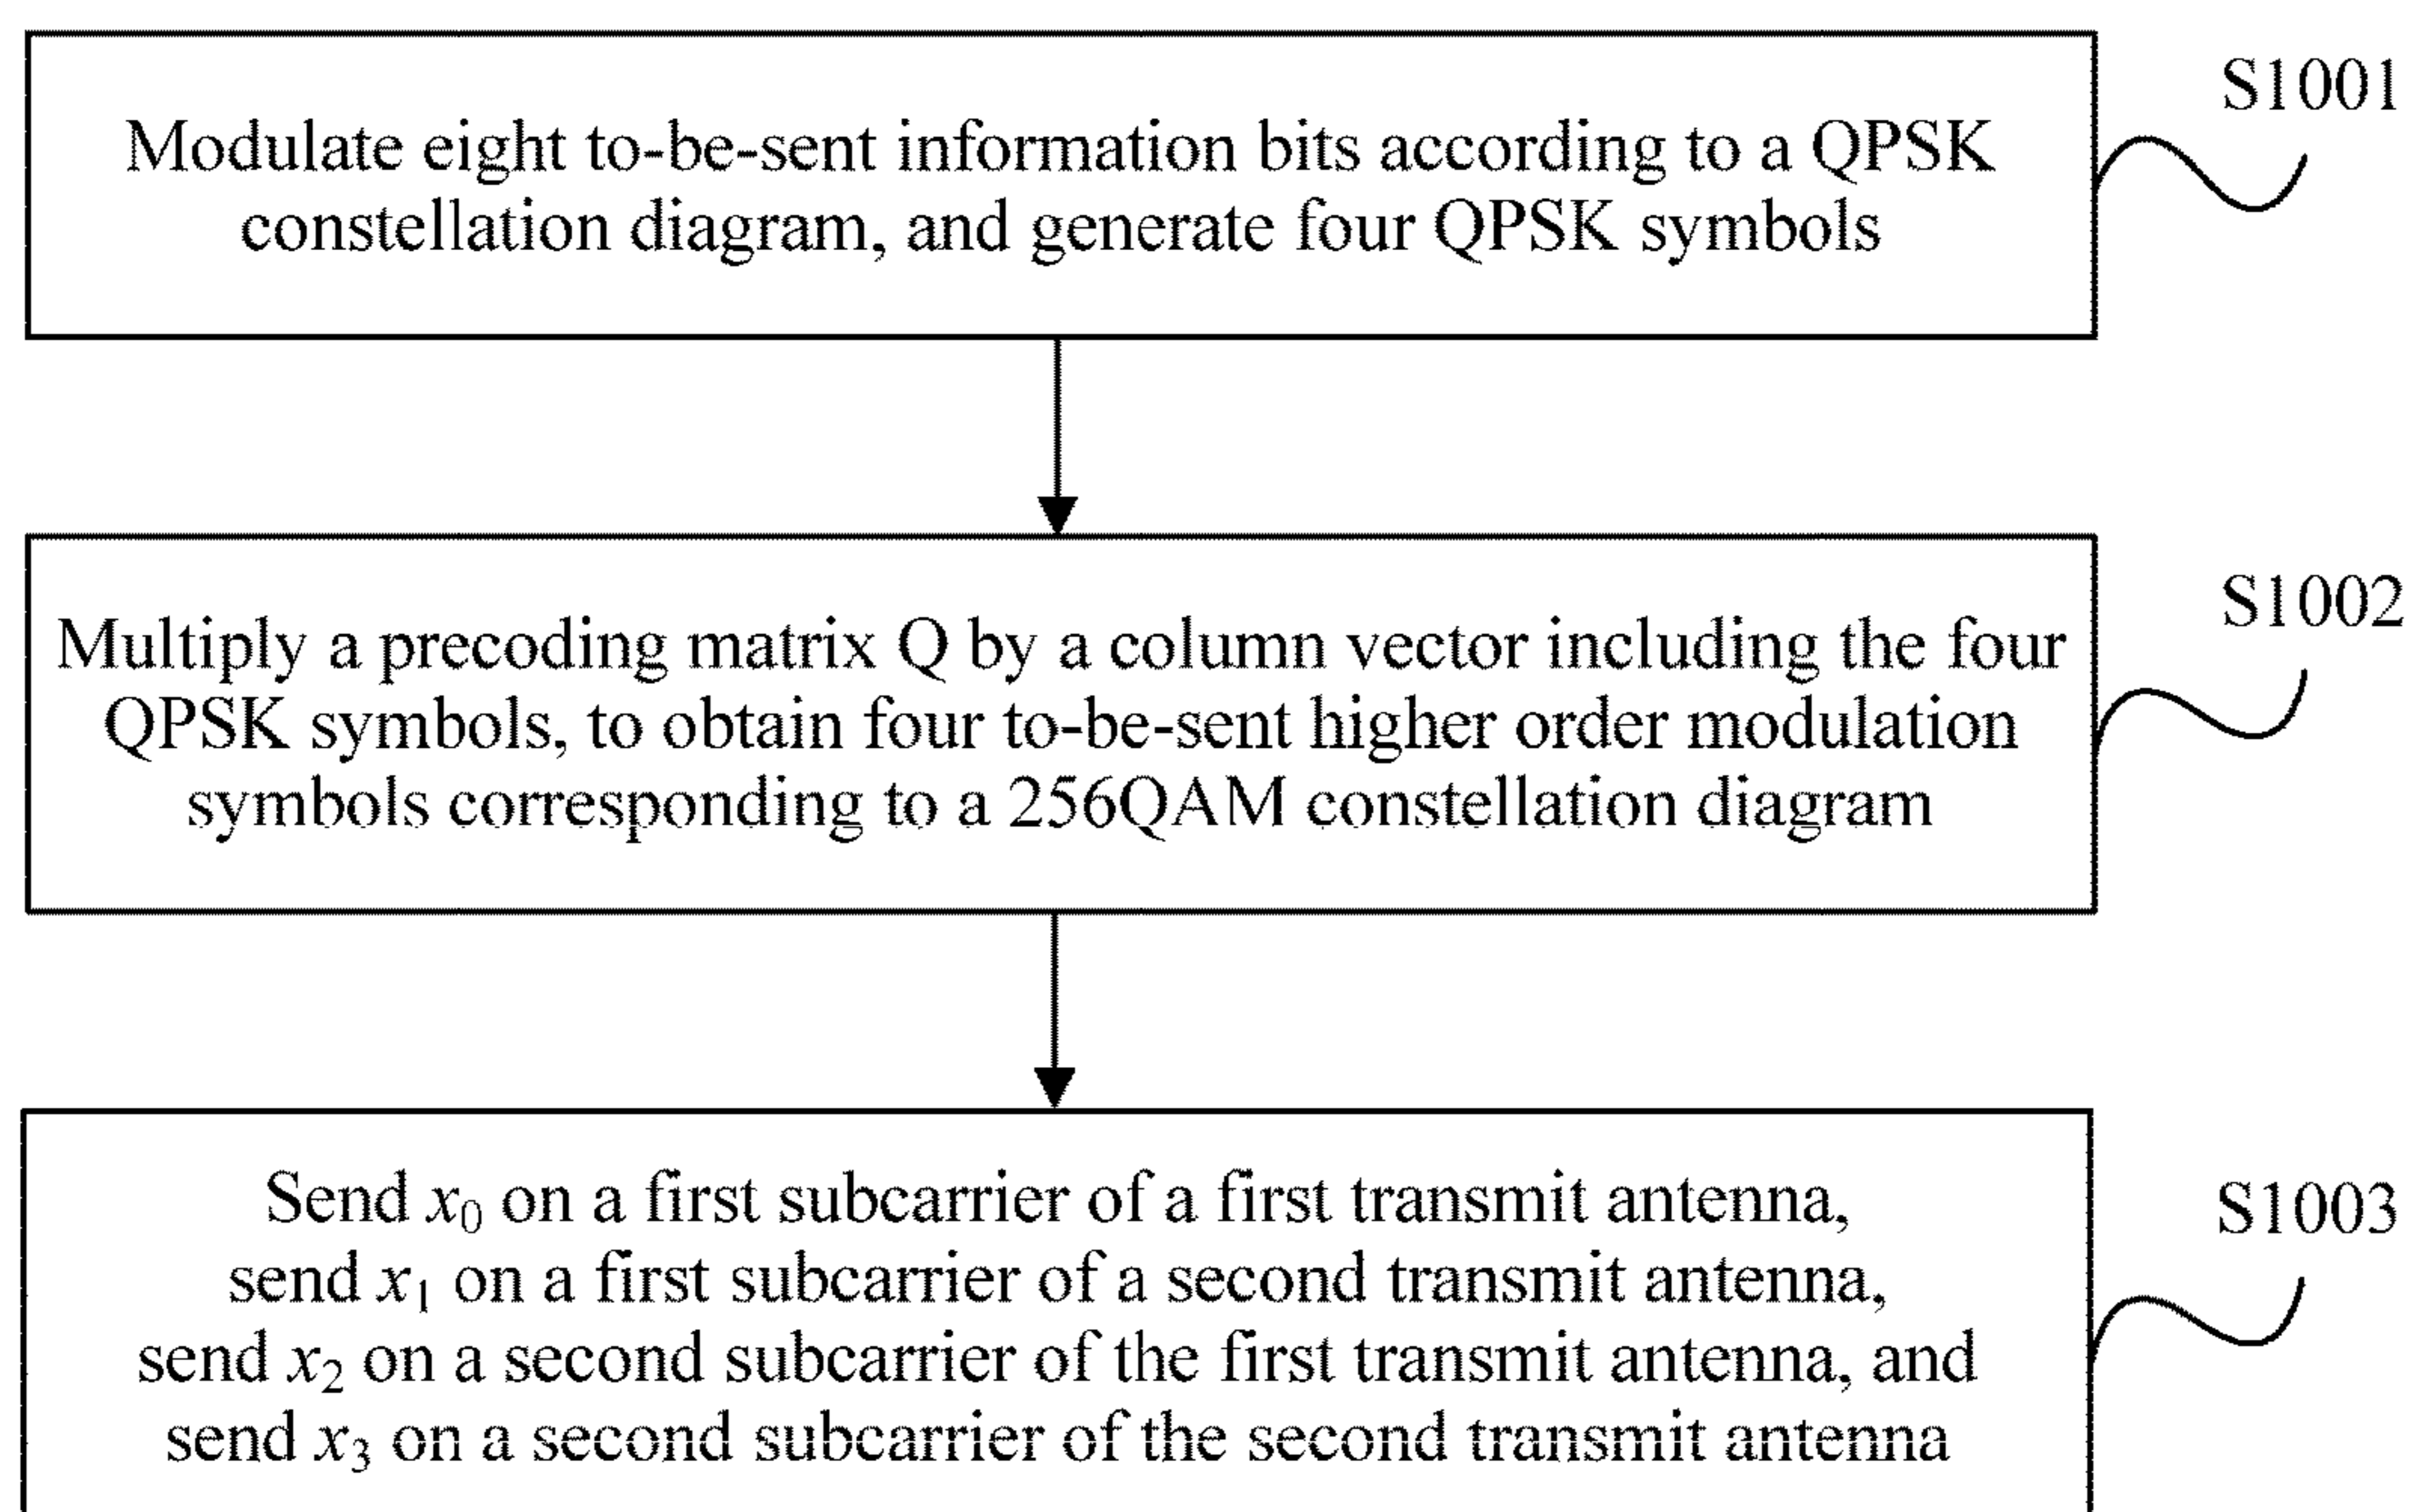 S1001
Modulate eight to-be-sent information bits according to a QPSK
constellation diagram, and generate four QPSK symbols
S1002
Multiply a precoding matrix Q by a column vector including the four
QPSK symbols, to obtain four to-be-sent higher order modulation
symbols corresponding to a 256QAM constellation diagram
S1003
Send x₀ on a first subcarrier of a first transmit antenna,
send x₁ on a first subcarrier of a second transmit antenna,
send x₂ on a second subcarrier of the first transmit antenna, and
send x₃ on a second subcarrier of the second transmit antenna